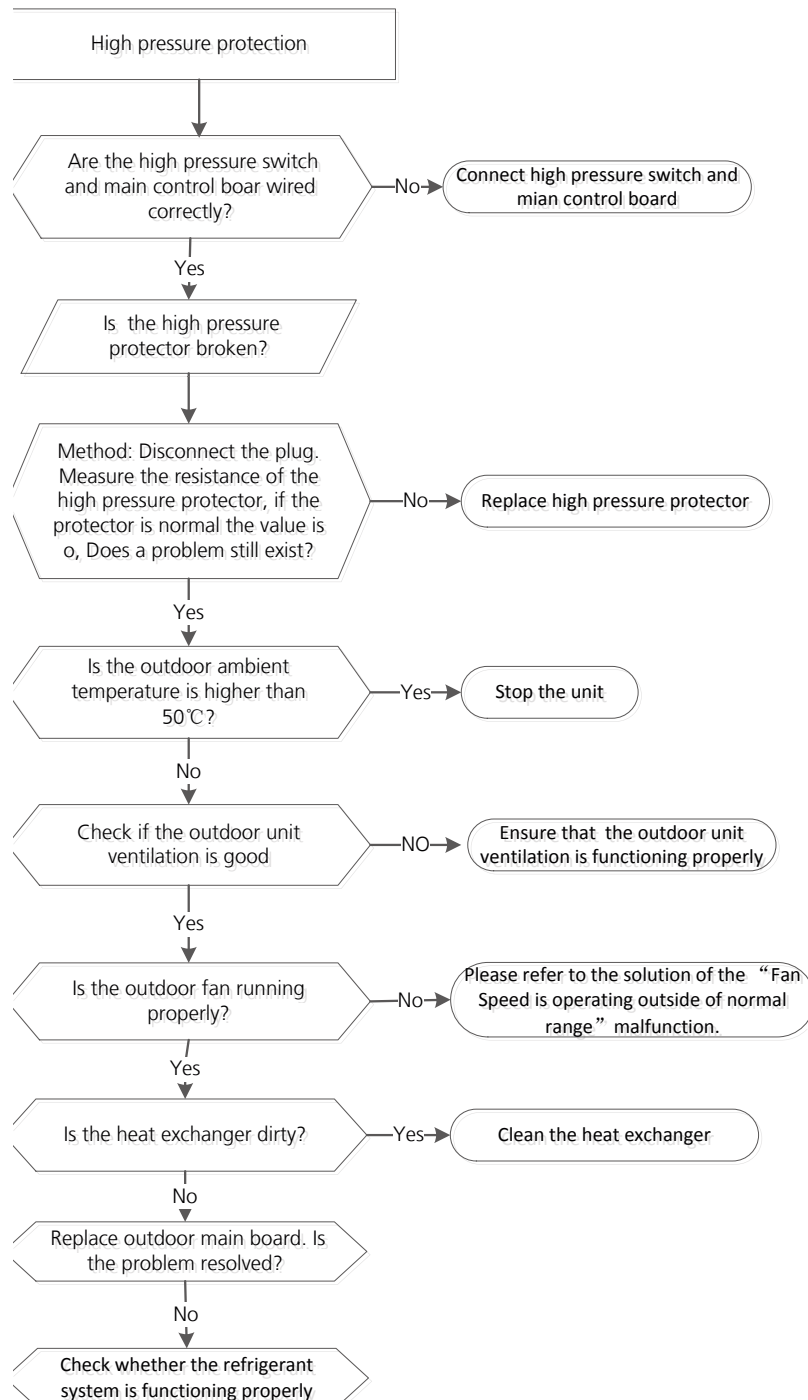 High pressure protection
Are the high pressure switch
and main control boar wired
correctly?
No
Connect high pressure switch and
mian control board
Yes
Is the high pressure
protector broken?
Method: Disconnect the plug.
Measure the resistance of the
high pressure protector, if the
protector is normal the value is
o, Does a problem still exist?
No
Replace high pressure protector
Yes
Is the outdoor ambient
temperature is higher than
50℃?
Yes
Stop the unit
No
Check if the outdoor unit
ventilation is good
NO
Ensure that the outdoor unit
ventilation is functioning properly
Yes
Is the outdoor fan running
properly?
No
Please refer to the solution of the “Fan
Speed is operating outside of normal
range” malfunction.
Yes
Is the heat exchanger dirty?
Yes
Clean the heat exchanger
No
Replace outdoor main board. Is
the problem resolved?
No
Check whether the refrigerant
system is functioning properly